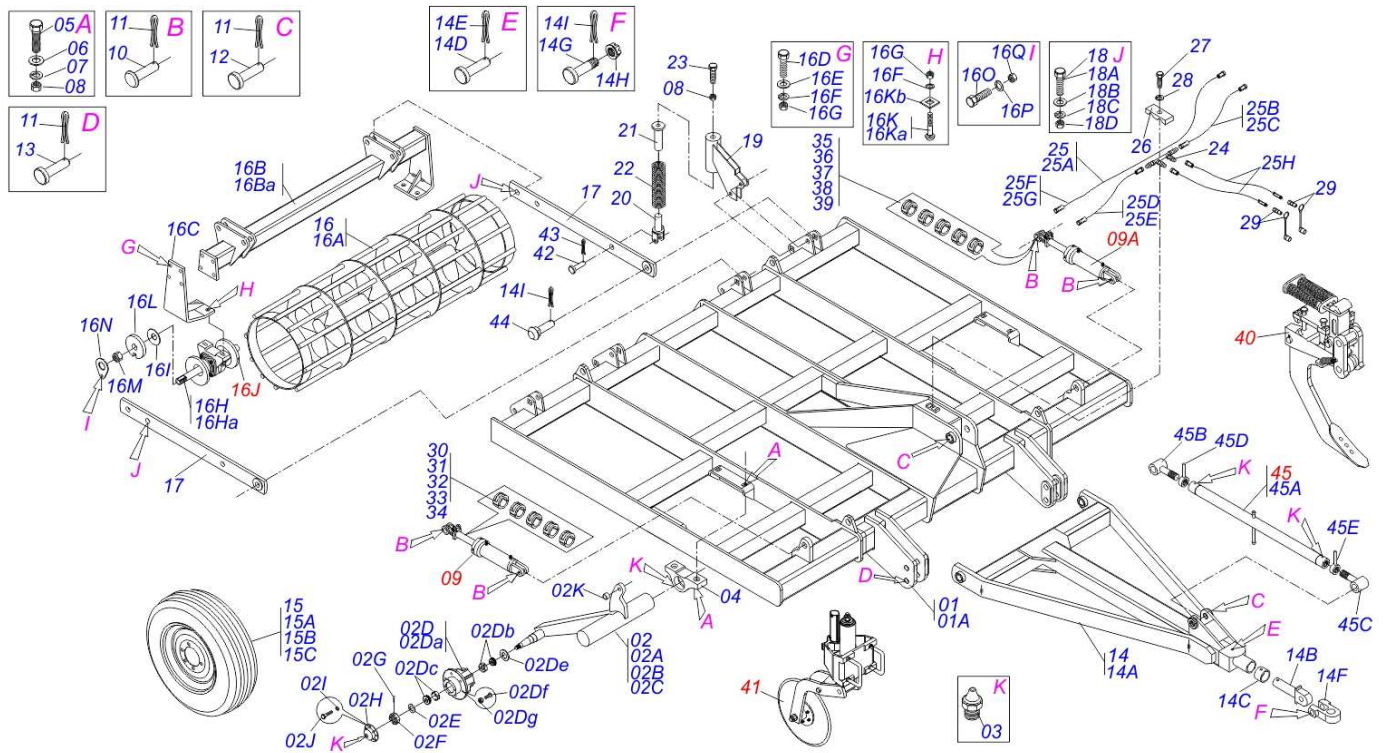 05 A
06
07
08
11 B
10
11 C
12
11 D
13
14E E
14D
14I F
14G
14H
23
08
21
22
20
19
16D G
16E
16F
16G
16G H
16F
16Kb
16K
16Ka
16Q I
16O
16P
18 J
18A
18B
18C
18D
27
28
26
25B
25C
24
25H
25
25A
25F
25G
25D
25E
29
29
09A
B
B
35
36
37
38
39
16B
16Ba
16
16A
16C
G
H
J
17
43
42
14I
44
16L
16N
16I
16M
16J
16H
16Ha
I
J
17
40
C
A
30
31
32
33
34
B
09
B
K
04
A
D
01
01A
02K
02
02A
02B
02C
02D
02Da
02Db
02De
02Dc
02Df
02Dg
02G
02I
02H
02E
02F
02J
K
15
15A
15B
15C
41
K
03
45B
45D
K
45
45A
K
45E
45C
C
E
14B
14F
14C
F
14
14A